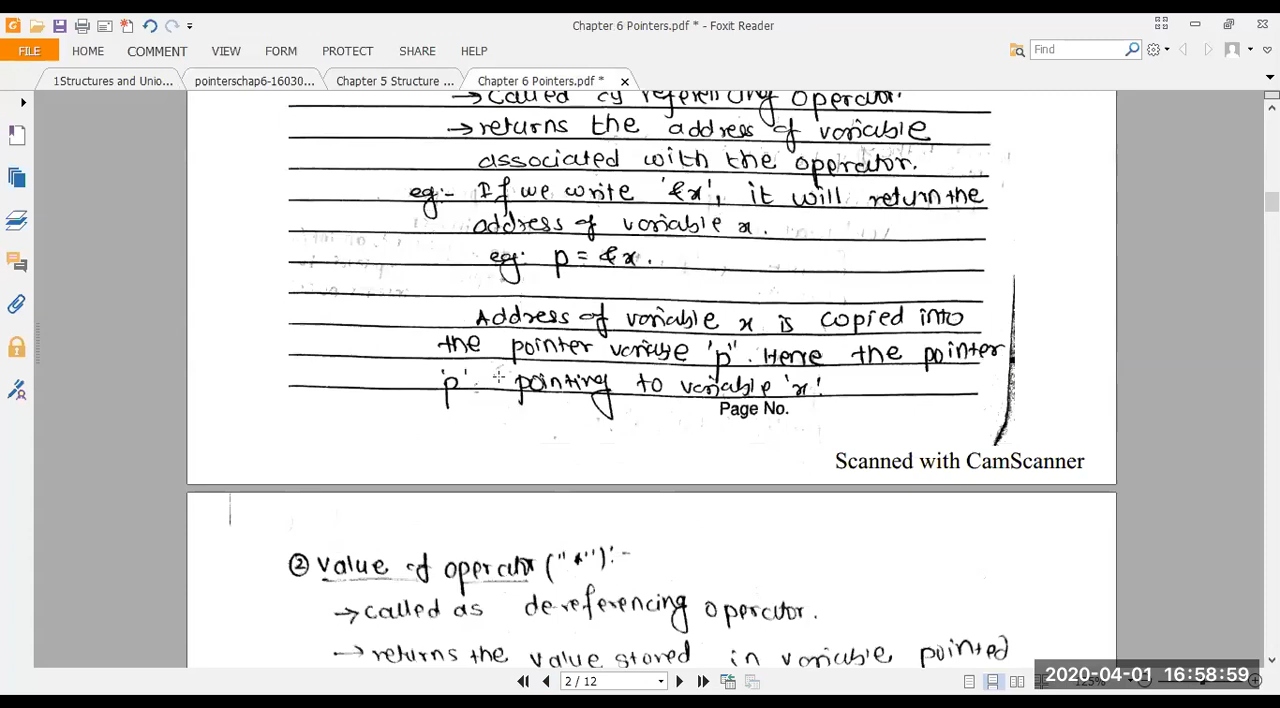 Chapter 6 Pointers.pdf * - Foxit Reader
FILE HOME COMMENT VIEW FORM PROTECT SHARE HELP
Find
1Structures and Unio... pointerschap6-16030... Chapter 5 Structure ... Chapter 6 Pointers.pdf *
→ called as referencing operator.
→ returns the address of variable
associated with the operator.
eg:- If we write '&x', it will return the
address of variable x.
eg: p = &x.
Address of variable x is copied into
the pointer variable 'p". Here the pointer
'p' pointing to variable 'x'.
Page No.
Scanned with CamScanner
② Value of operator ("*"):-
→ called as dereferencing operator.
→ returns the value stored in variable pointed
2 / 12
2020-04-01 16:58:59